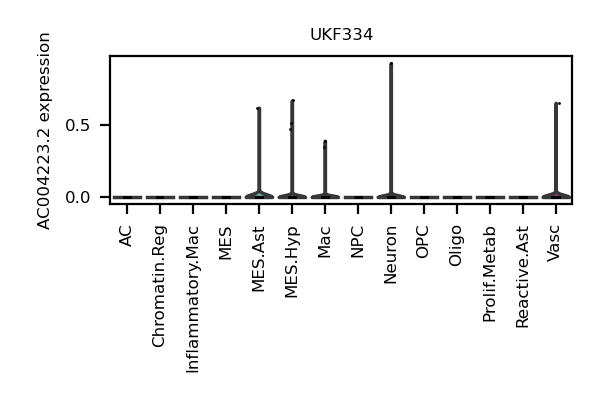 UKF334
AC004223.2 expression
0.5
0.0
AC
Chromatin.Reg
Inflammatory.Mac
MES
MES.Ast
MES.Hyp
Mac
NPC
Neuron
OPC
Oligo
Prolif.Metab
Reactive.Ast
Vasc